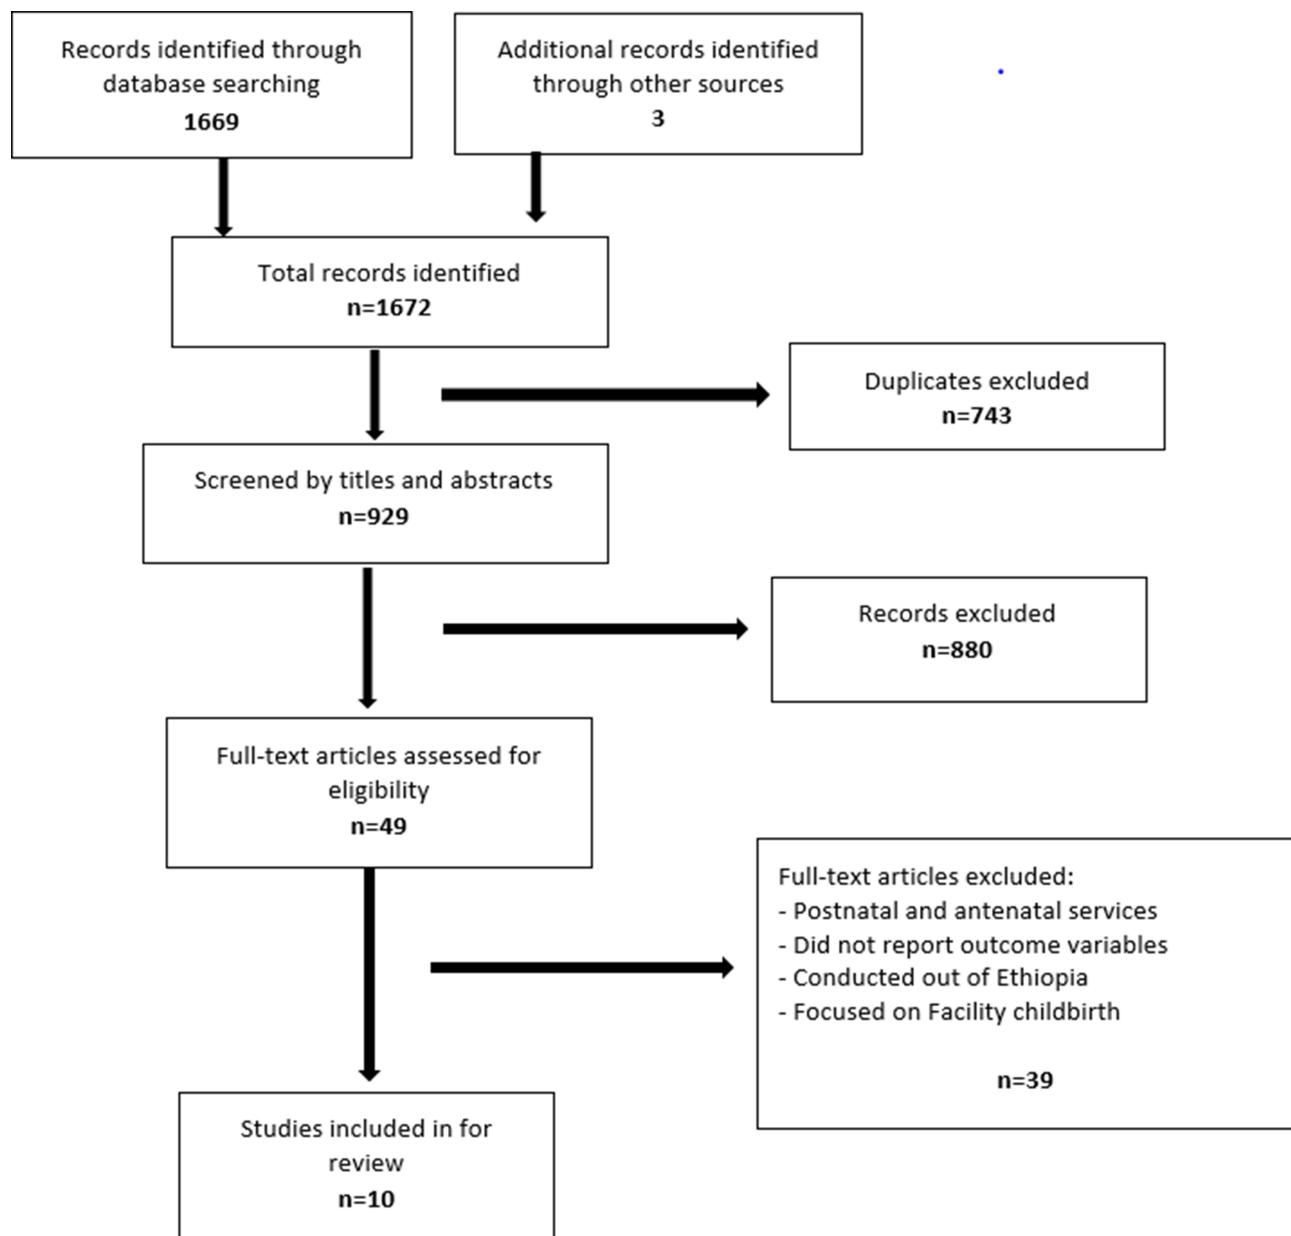 Records identified through
database searching
1669
Additional records identified
through other sources
3
Total records identified
n=1672
Duplicates excluded
n=743
Screened by titles and abstracts
n=929
Records excluded
n=880
Full-text articles assessed for
eligibility
n=49
Full-text articles excluded:
- Postnatal and antenatal services
- Did not report outcome variables
- Conducted out of Ethiopia
- Focused on Facility childbirth
n=39
Studies included in for
review
n=10